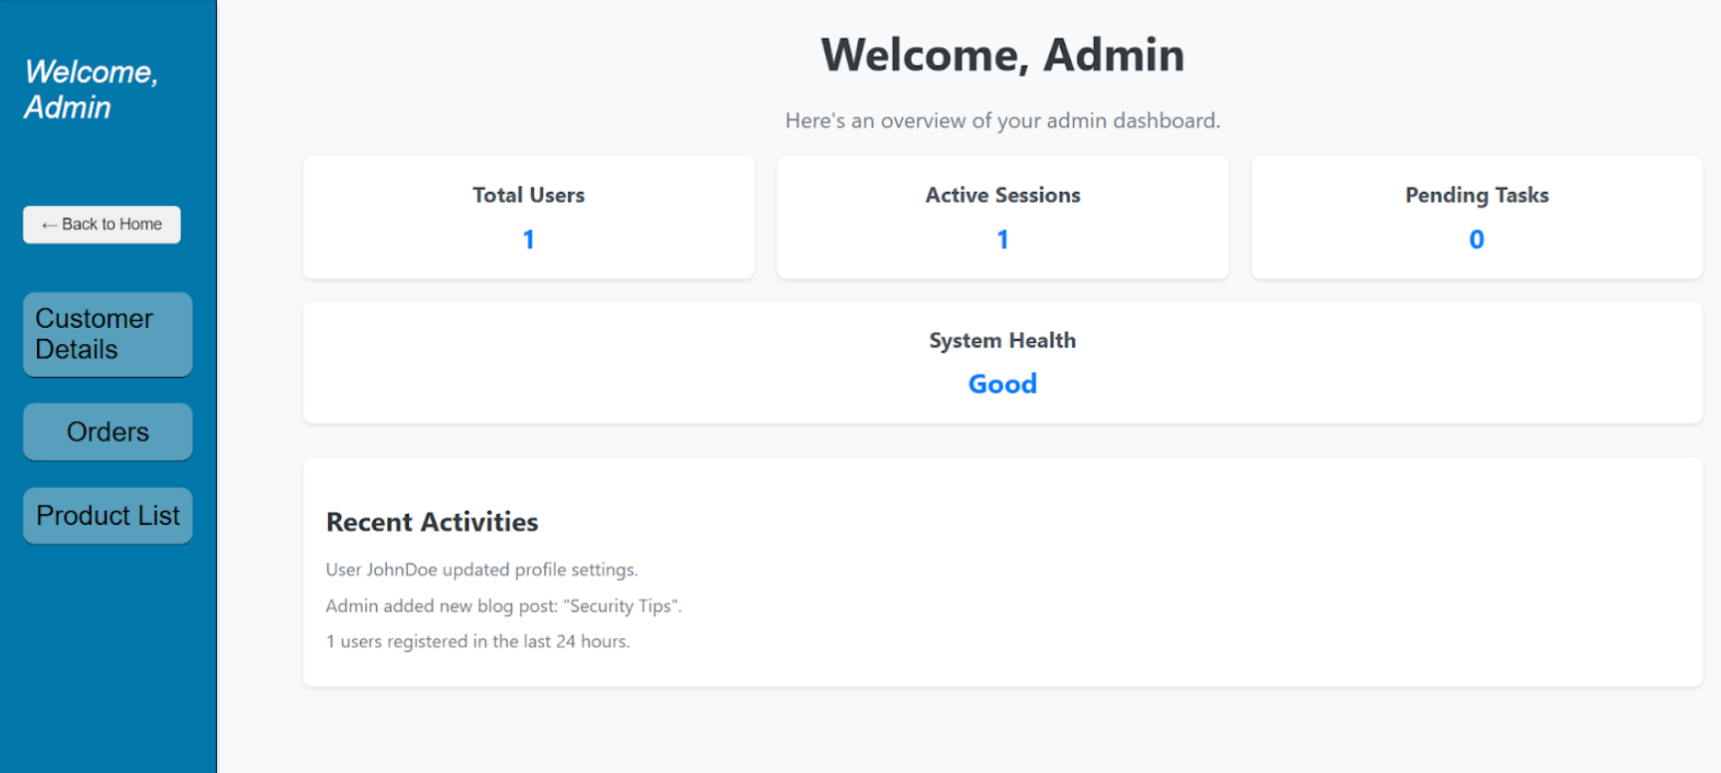 Welcome,
Admin
← Back to Home
Customer
Details
Orders
Product List
Welcome, Admin
Here's an overview of your admin dashboard.
Total Users
1
Active Sessions
1
Pending Tasks
0
System Health
Good
Recent Activities
User JohnDoe updated profile settings.
Admin added new blog post: "Security Tips".
1 users registered in the last 24 hours.